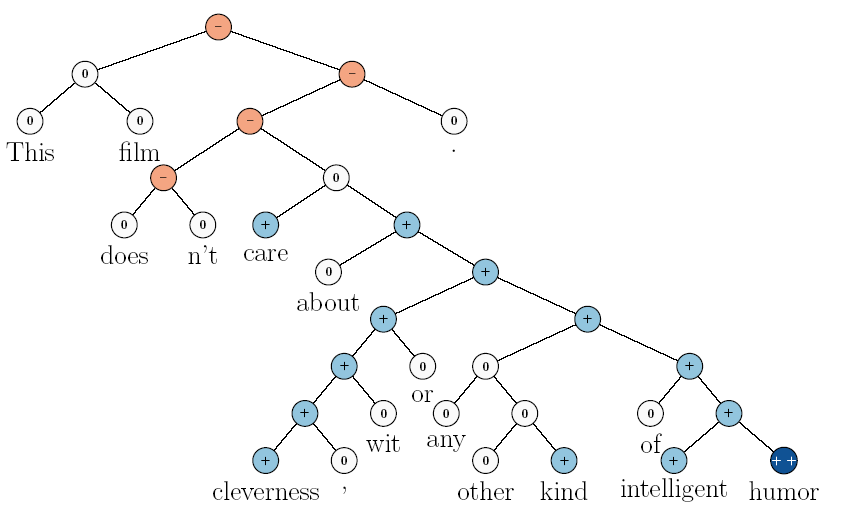 −
0 −
0 0 − 0
This film .
− 0
0 0 + +
does n't care
0 +
about
+ +
+ 0 0 +
or
+ 0 0 0 0 +
wit any of
+ 0 0 + + ++
cleverness , other kind intelligent humor